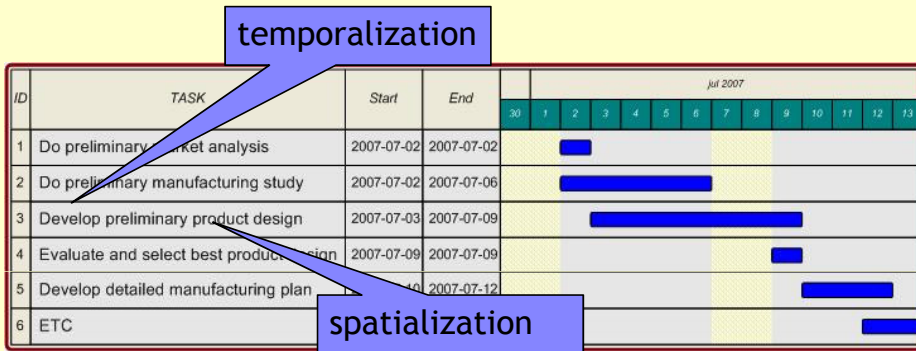 temporalization
ID TASK Start End jul 2007
30 1 2 3 4 5 6 7 8 9 10 11 12 13
1 Do preliminary market analysis 2007-07-02 2007-07-02
2 Do preliminary manufacturing study 2007-07-02 2007-07-06
3 Develop preliminary product design 2007-07-03 2007-07-09
4 Evaluate and select best product design 2007-07-09 2007-07-09
5 Develop detailed manufacturing plan 2007-07-12
6 ETC
spatialization